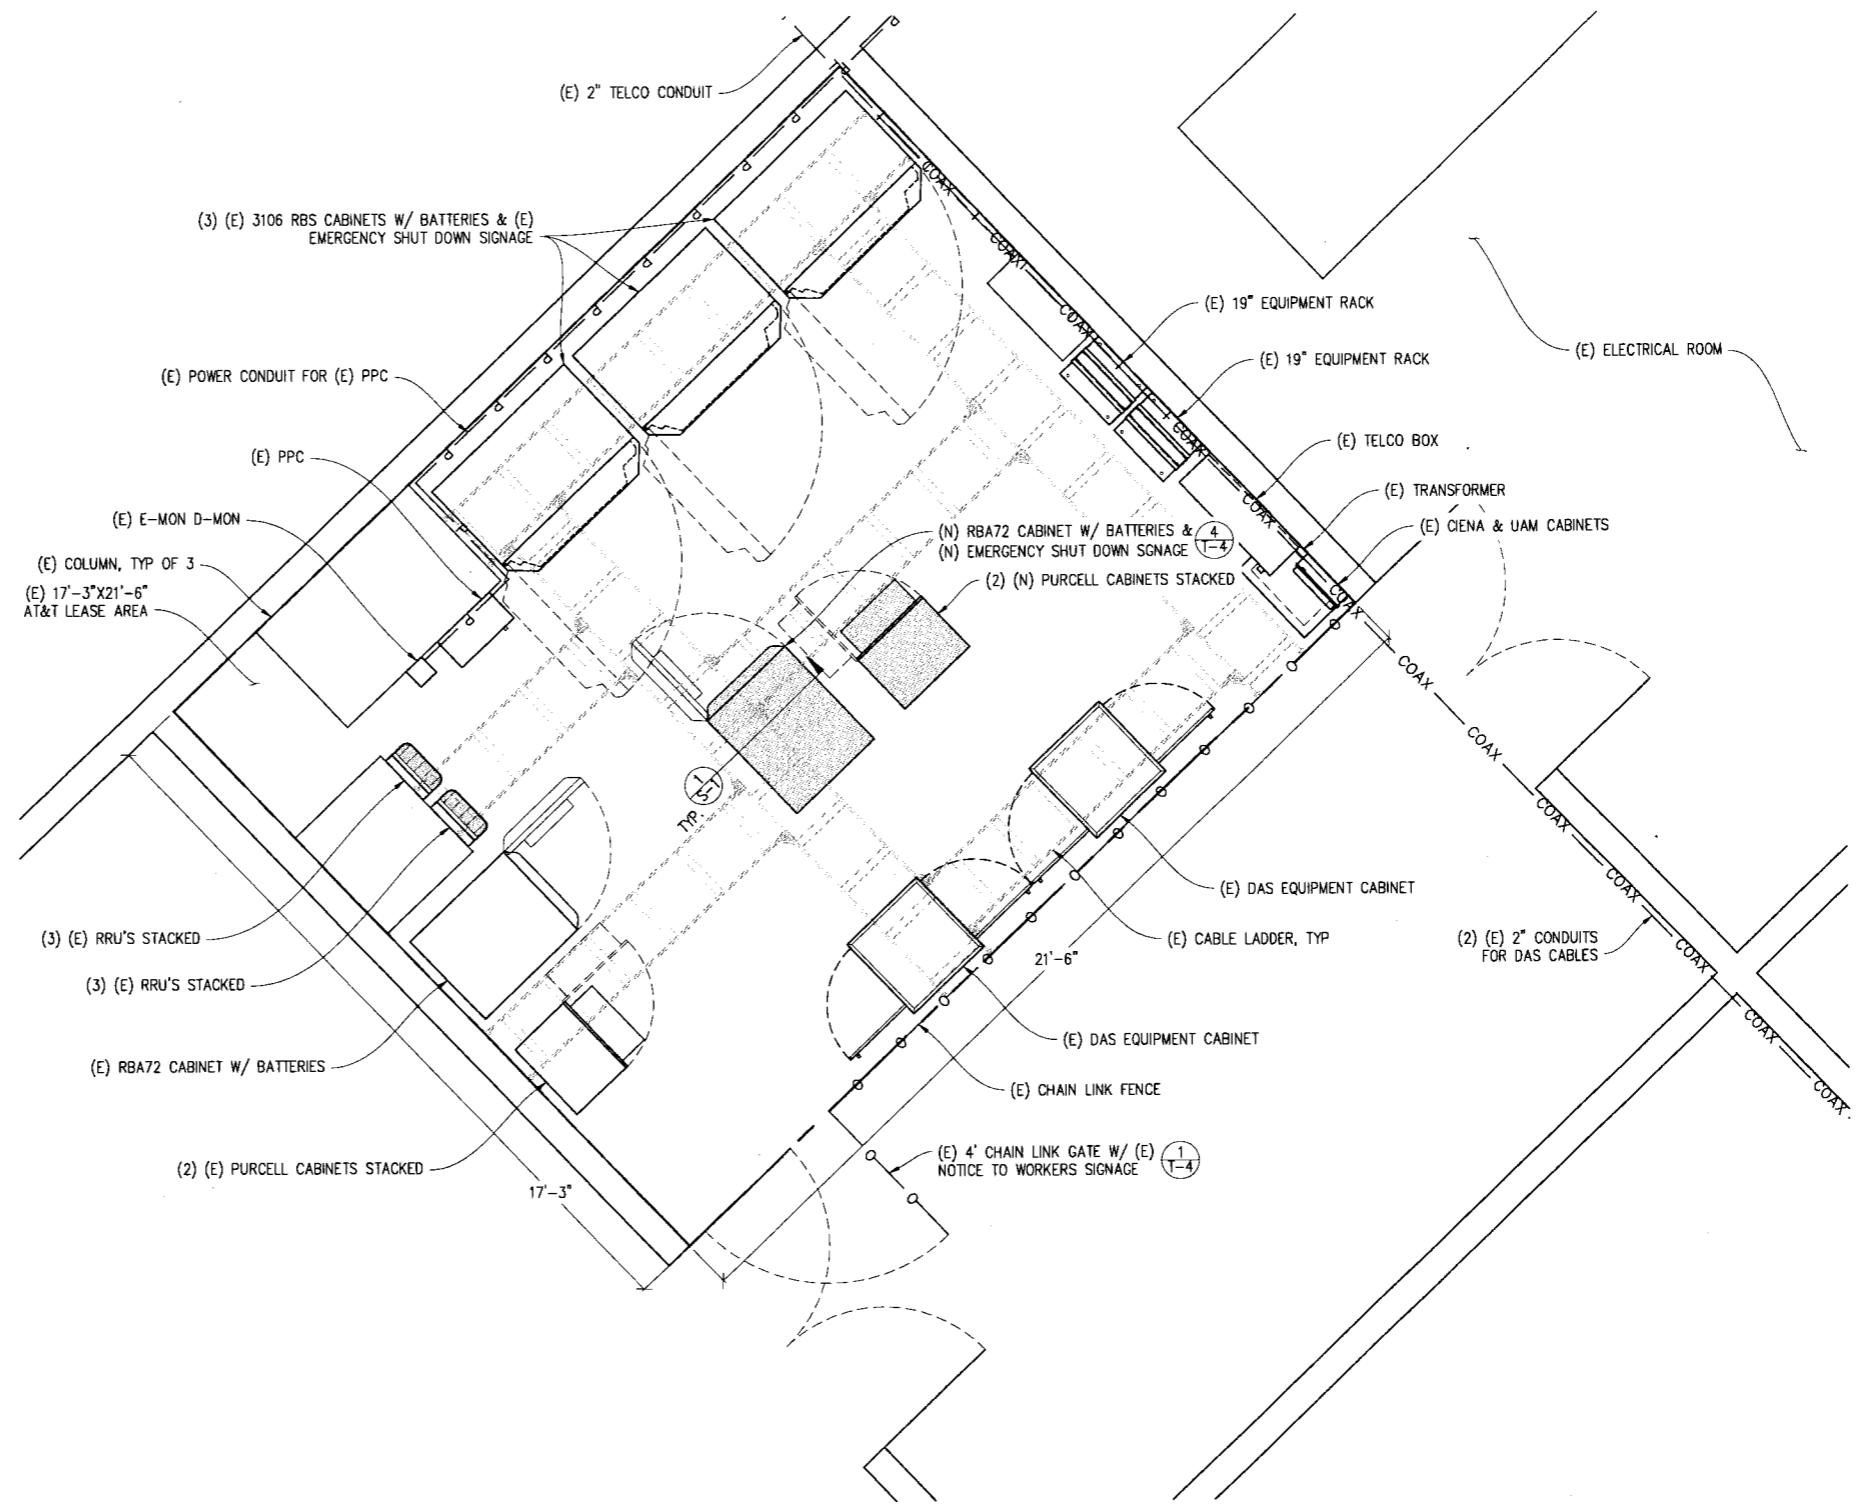 (E) 2" TELCO CONDUIT
COAX
(3) (E) 3106 RBS CABINETS W/ BATTERIES & (E)
EMERGENCY SHUT DOWN SIGNAGE
COAX
(E) 19" EQUIPMENT RACK
COAX
(E) 19" EQUIPMENT RACK
(E) ELECTRICAL ROOM
(E) POWER CONDUIT FOR (E) PPC
COAX
(E) TELCO BOX
(E) PPC
(E) TRANSFORMER
COAX
(E) CIENA & UAM CABINETS
(E) E-MON D-MON
(N) RBA72 CABINET W/ BATTERIES &
(N) EMERGENCY SHUT DOWN SGNAGE
4
T-4
(E) COLUMN, TYP OF 3
(2) (N) PURCELL CABINETS STACKED
(E) 17'-3"X21'-6"
AT&T LEASE AREA
COAX
COAX
COAX
1
S-1
TYP.
COAX
COAX
(E) DAS EQUIPMENT CABINET
(3) (E) RRU'S STACKED
(E) CABLE LADDER, TYP
(2) (E) 2" CONDUITS
FOR DAS CABLES
COAX
21'-6"
(3) (E) RRU'S STACKED
COAX
(E) DAS EQUIPMENT CABINET
(E) RBA72 CABINET W/ BATTERIES
(E) CHAIN LINK FENCE
COAX
(E) 4' CHAIN LINK GATE W/ (E)
NOTICE TO WORKERS SIGNAGE
1
T-4
(2) (E) PURCELL CABINETS STACKED
17'-3"